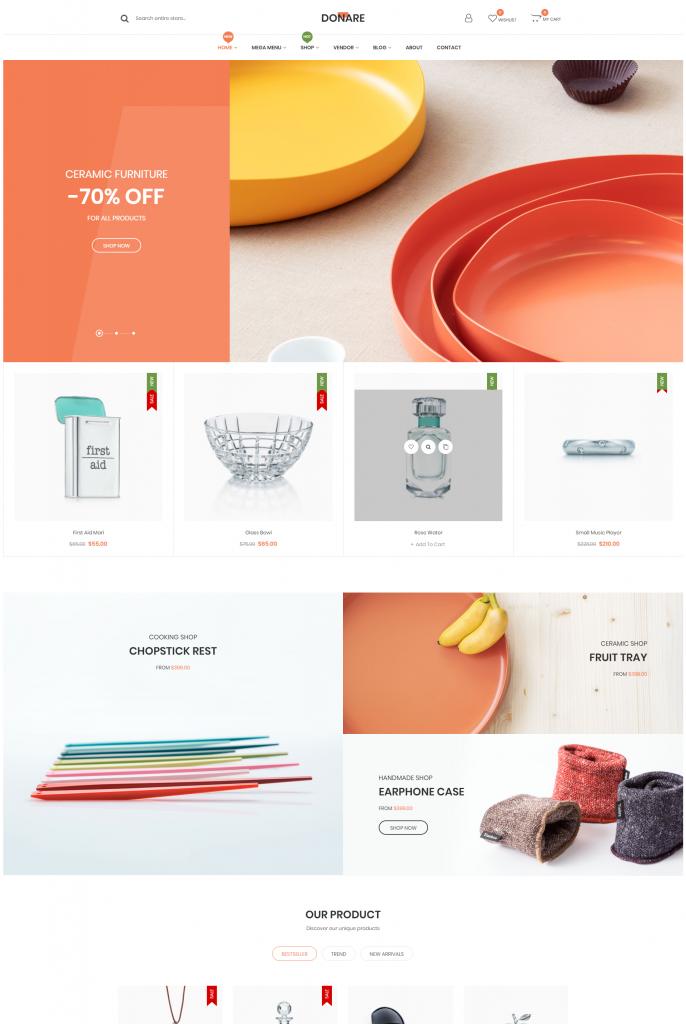 Search entire store...
DONARE
0
WISHLIST
0
MY CART
NEW
HOT
HOME
MEGA MENU
SHOP
VENDOR
BLOG
ABOUT
CONTACT
CERAMIC FURNITURE
-70% OFF
FOR ALL PRODUCTS
SHOP NOW
NEW
SALE
NEW
SALE
NEW
NEW
first
aid
First Aid Mari
$65.00 $55.00
Glass Bowl
$75.00 $65.00
Rose Water
+ Add To Cart
Small Music Player
$220.00 $210.00
COOKING SHOP
CHOPSTICK REST
FROM $399.00
CERAMIC SHOP
FRUIT TRAY
FROM $399.00
HANDMADE SHOP
EARPHONE CASE
FROM $399.00
SHOP NOW
OUR PRODUCT
Discover our unique products
BESTSELLER
TREND
NEW ARRIVALS
SALE
SALE